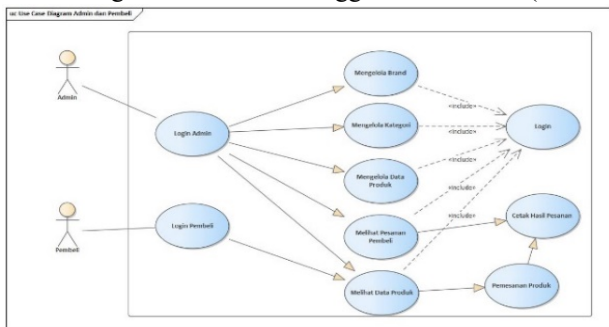 uc Use Case Diagram Admin dan Pembeli
Mengelola Brand
Admin
«include»
Mengelola Kategori
«include»
Login
Login Admin
«include»
Mengelola Data
Produk
«include»
Login Pembeli
Melihat Pesanan
Pembeli
Cetak Hasil Pesanan
Pembeli
Melihat Data Produk
Pemesanan Produk